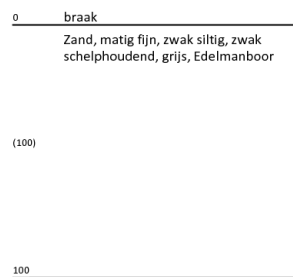 0 braak
Zand, matig fijn, zwak siltig, zwak
schelphoudend, grijs, Edelmanboor
(100)
100